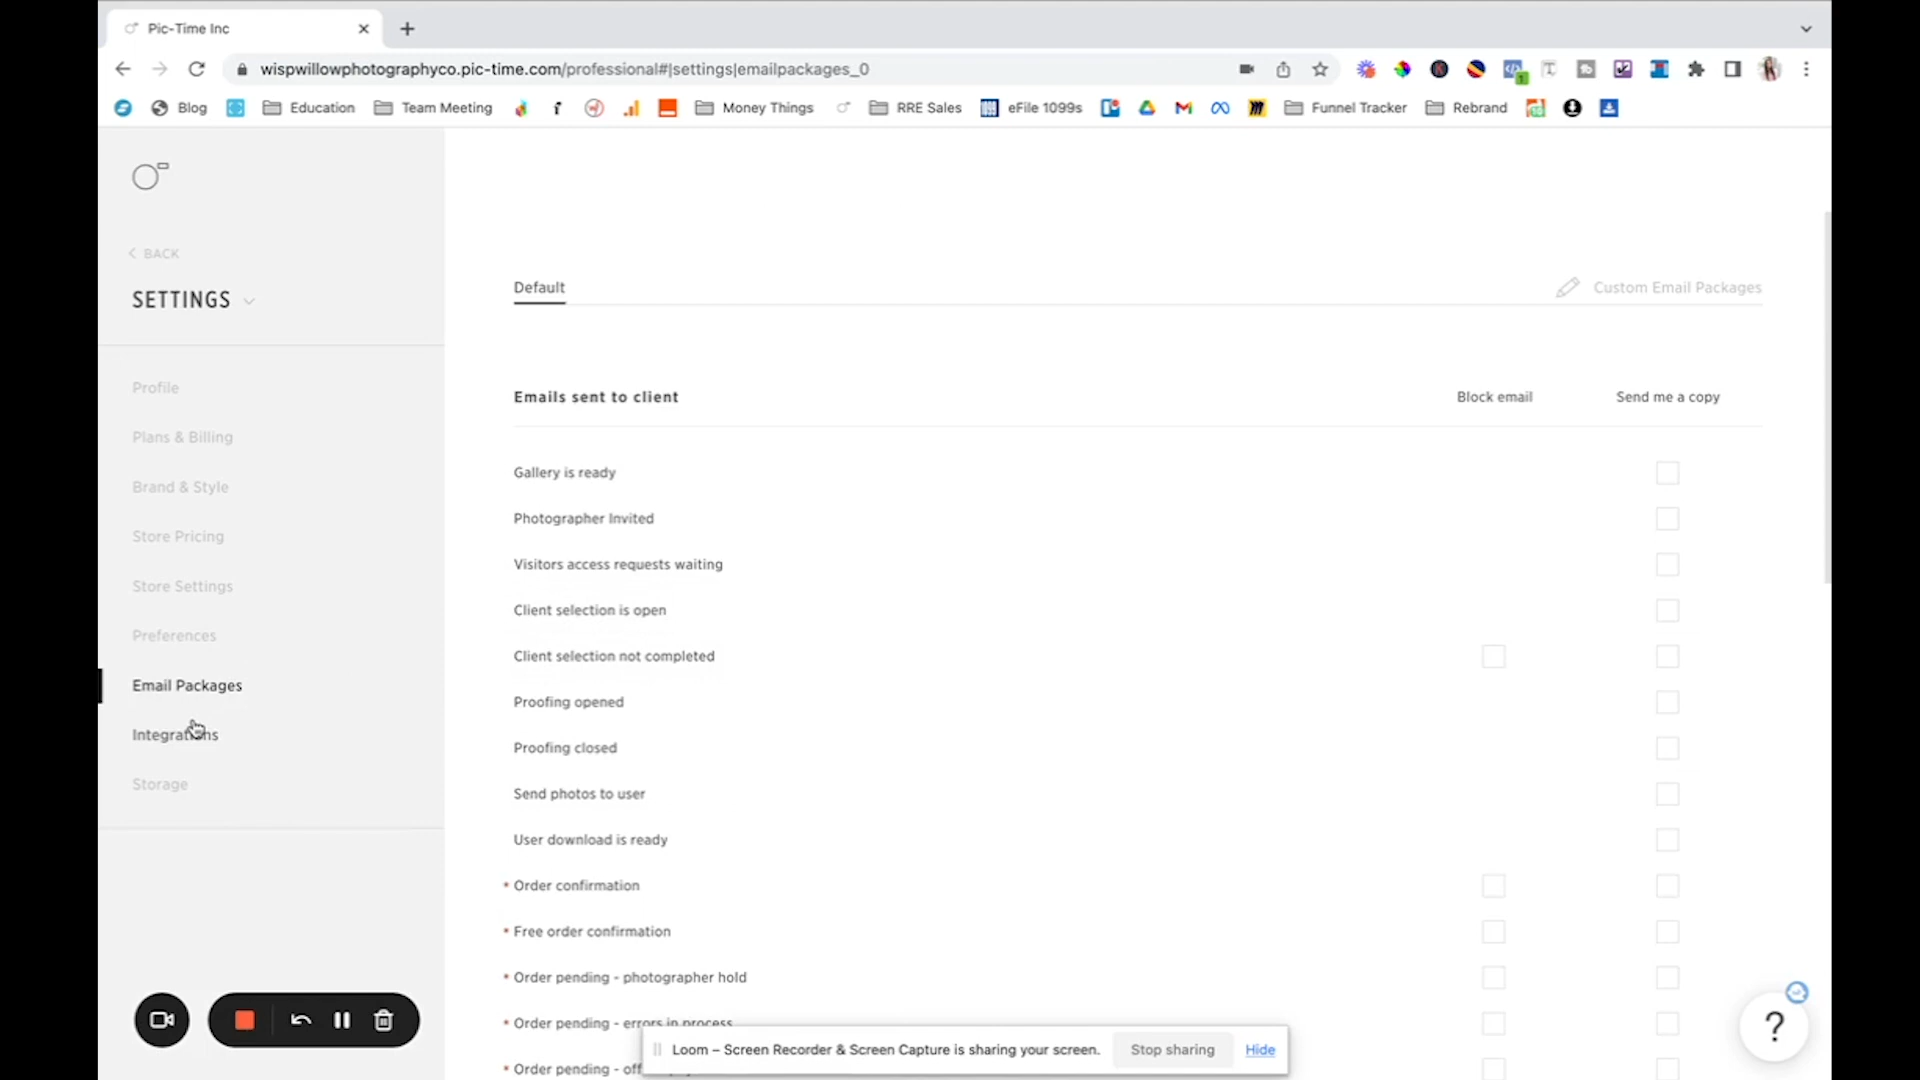 Pic-Time Inc
wispwillowphotographyco.pic-time.com/professional#|settings|emailpackages_0
Blog Education Team Meeting Money Things RRE Sales eFile 1099s Funnel Tracker Rebrand
BACK
SETTINGS
Profile
Plans & Billing
Brand & Style
Store Pricing
Store Settings
Preferences
Email Packages
Integrations
Storage
Default Custom Email Packages
Emails sent to client Block email Send me a copy
Gallery is ready
Photographer Invited
Visitors access requests waiting
Client selection is open
Client selection not completed
Proofing opened
Proofing closed
Send photos to user
User download is ready
* Order confirmation
* Free order confirmation
* Order pending - photographer hold
* Order pending - errors in process
* Order pending -
Loom – Screen Recorder & Screen Capture is sharing your screen. Stop sharing Hide
?